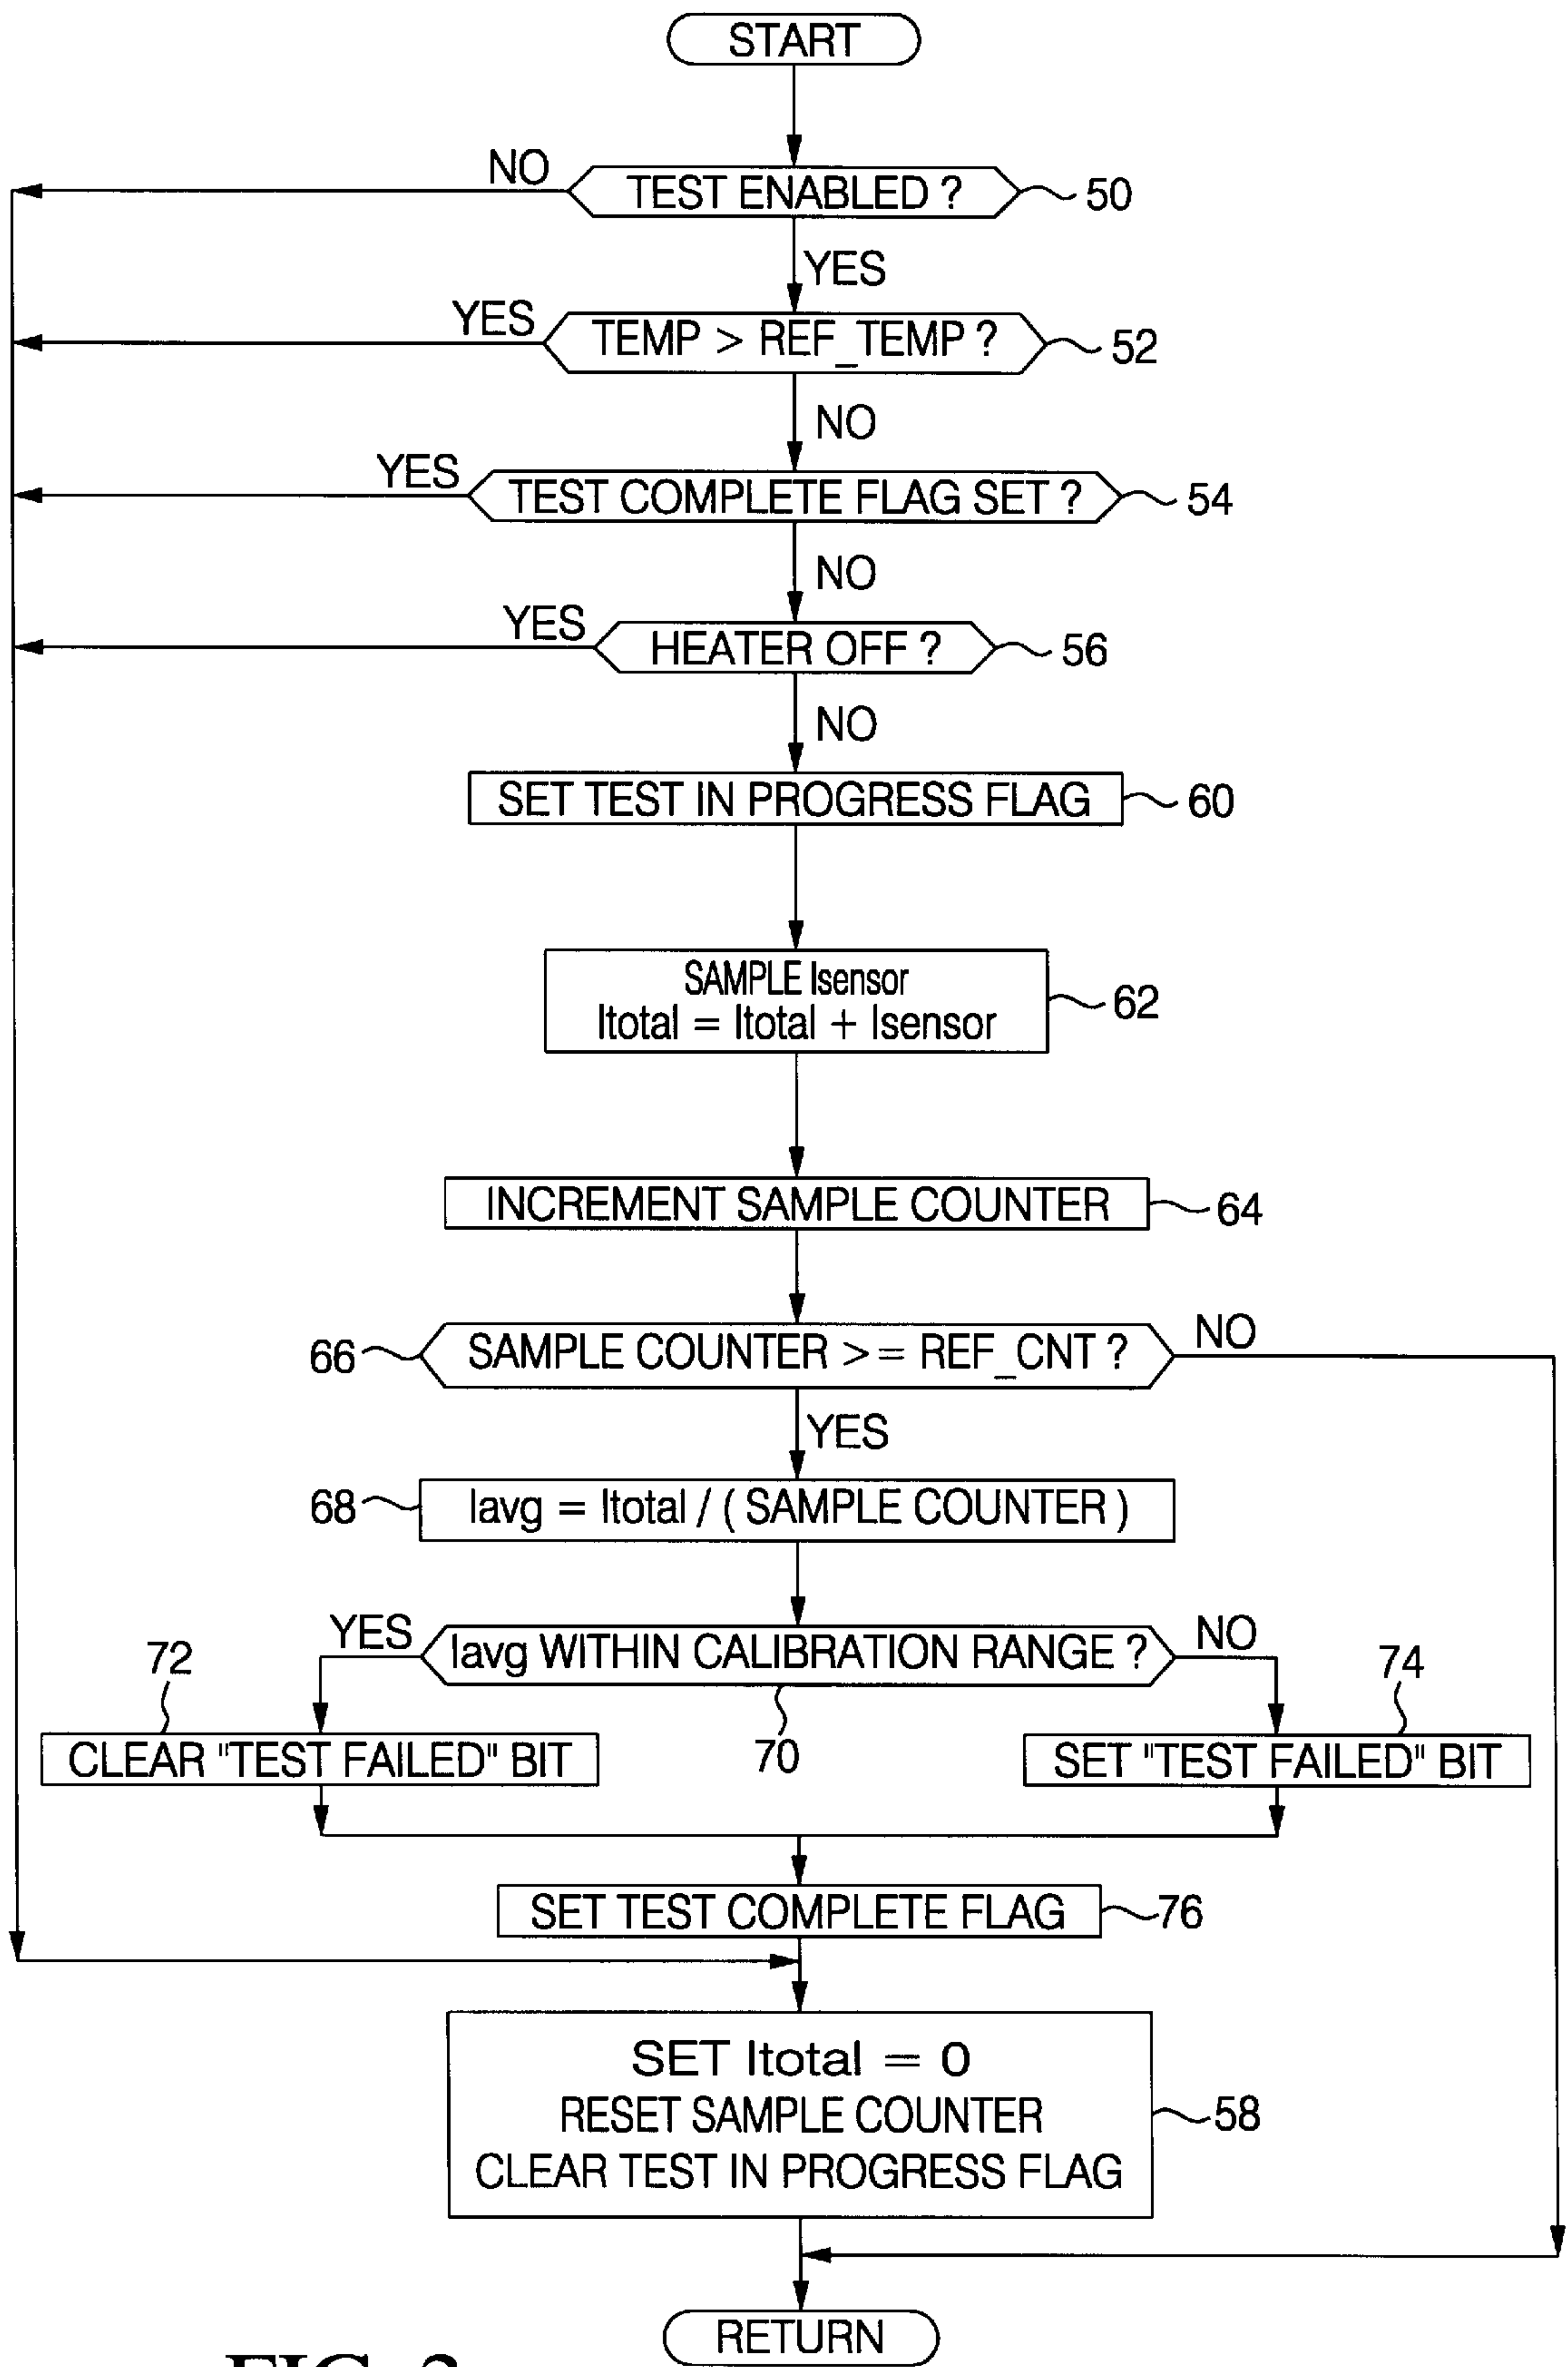 START
NO
TEST ENABLED ?
50
YES
YES
TEMP > REF_TEMP ?
52
NO
YES
TEST COMPLETE FLAG SET ?
54
NO
YES
HEATER OFF ?
56
NO
SET TEST IN PROGRESS FLAG
60
SAMPLE Isensor
Itotal = Itotal + Isensor
62
INCREMENT SAMPLE COUNTER
64
66
SAMPLE COUNTER >= REF_CNT ?
NO
YES
68
Iavg = Itotal / ( SAMPLE COUNTER )
YES
Iavg WITHIN CALIBRATION RANGE ?
NO
72
74
70
CLEAR "TEST FAILED" BIT
SET "TEST FAILED" BIT
SET TEST COMPLETE FLAG
76
SET Itotal = 0
RESET SAMPLE COUNTER
CLEAR TEST IN PROGRESS FLAG
58
RETURN